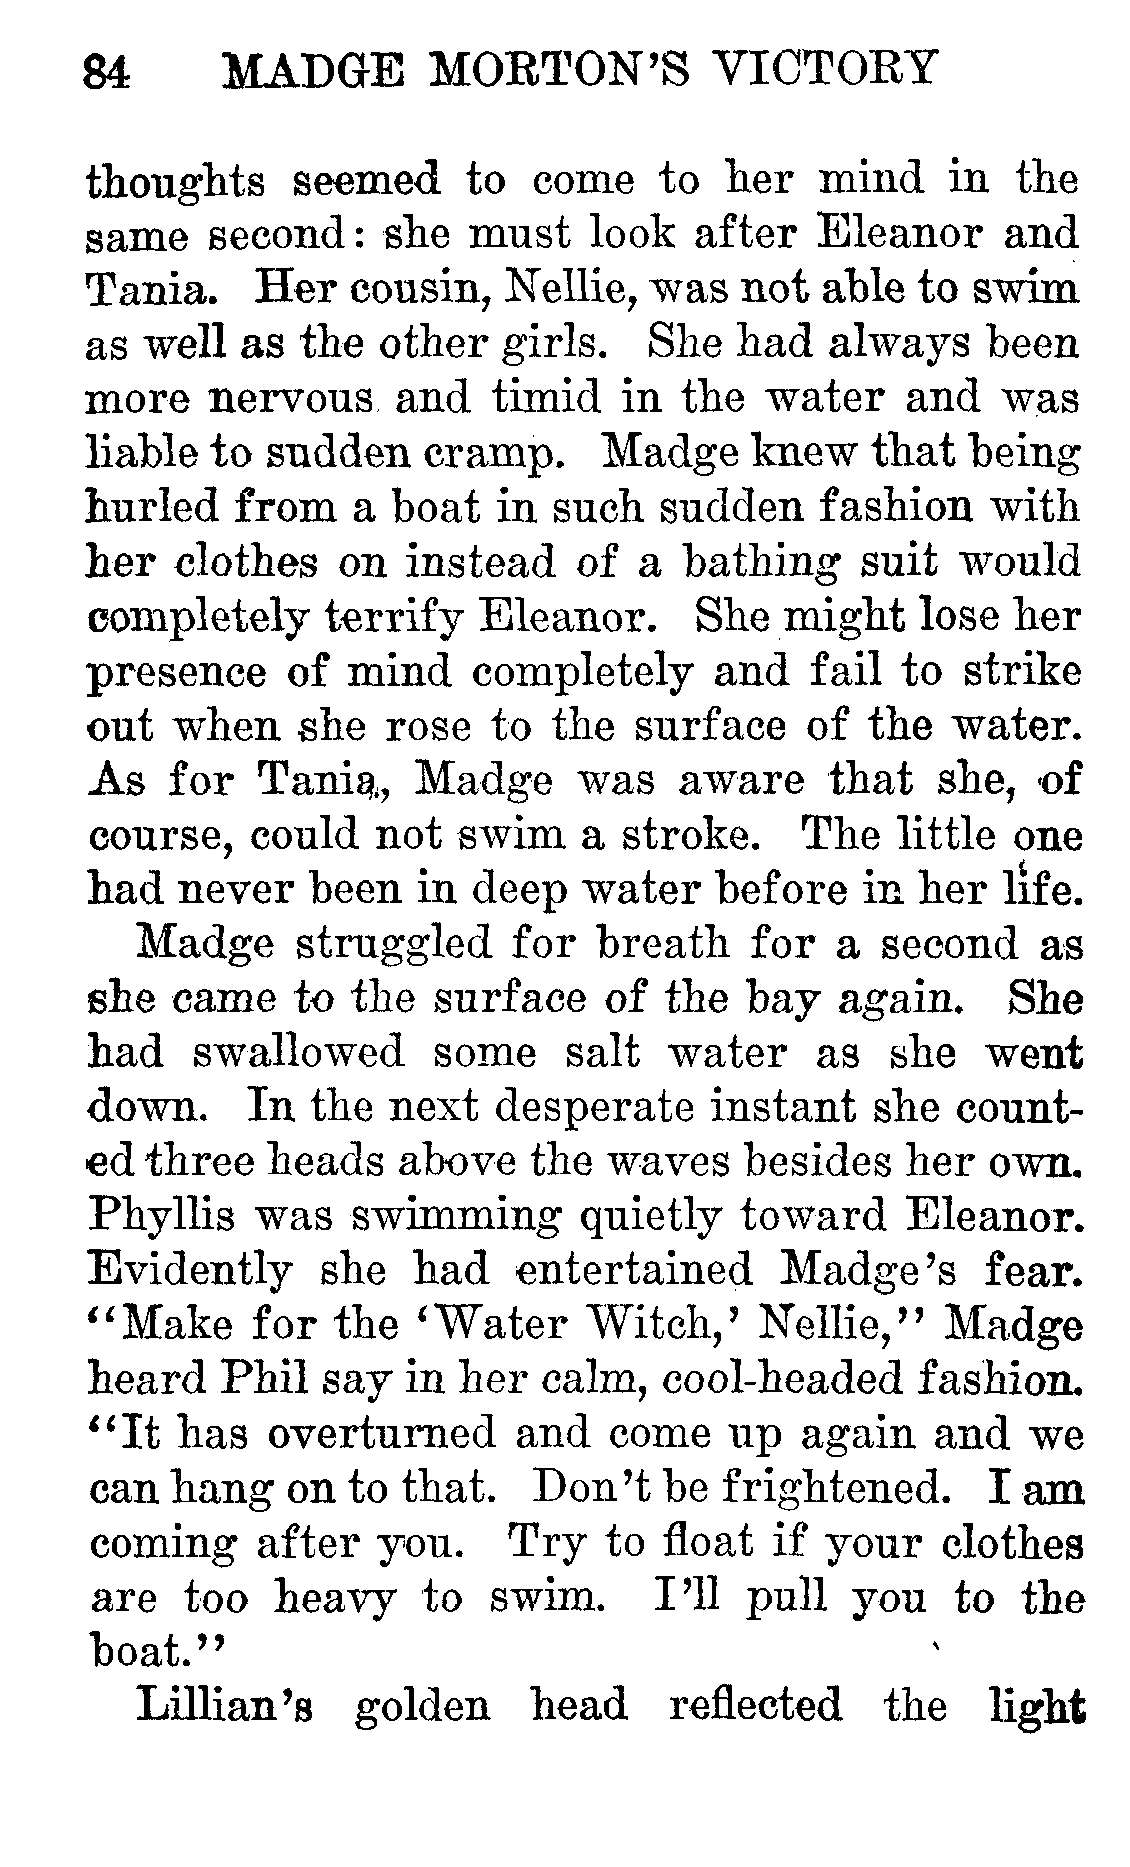 84 MADGE MORTON'S VICTORY
thoughts seemed to come to her mind in the
same second: she must look after Eleanor and
Tania. Her cousin, Nellie, was not able to swim
as well as the other girls. She had always been
more nervous and timid in the water and was
liable to sudden cramp. Madge knew that being
hurled from a boat in such sudden fashion with
her clothes on instead of a bathing suit would
completely terrify Eleanor. She might lose her
presence of mind completely and fail to strike
out when she rose to the surface of the water.
As for Tania, Madge was aware that she, of
course, could not swim a stroke. The little one
had never been in deep water before in her life.
Madge struggled for breath for a second as
she came to the surface of the bay again. She
had swallowed some salt water as she went
down. In the next desperate instant she count-
ed three heads above the waves besides her own.
Phyllis was swimming quietly toward Eleanor.
Evidently she had entertained Madge's fear.
"Make for the 'Water Witch,' Nellie," Madge
heard Phil say in her calm, cool-headed fashion.
"It has overturned and come up again and we
can hang on to that. Don't be frightened. I am
coming after you. Try to float if your clothes
are too heavy to swim. I'll pull you to the
boat."
Lillian's golden head reflected the light